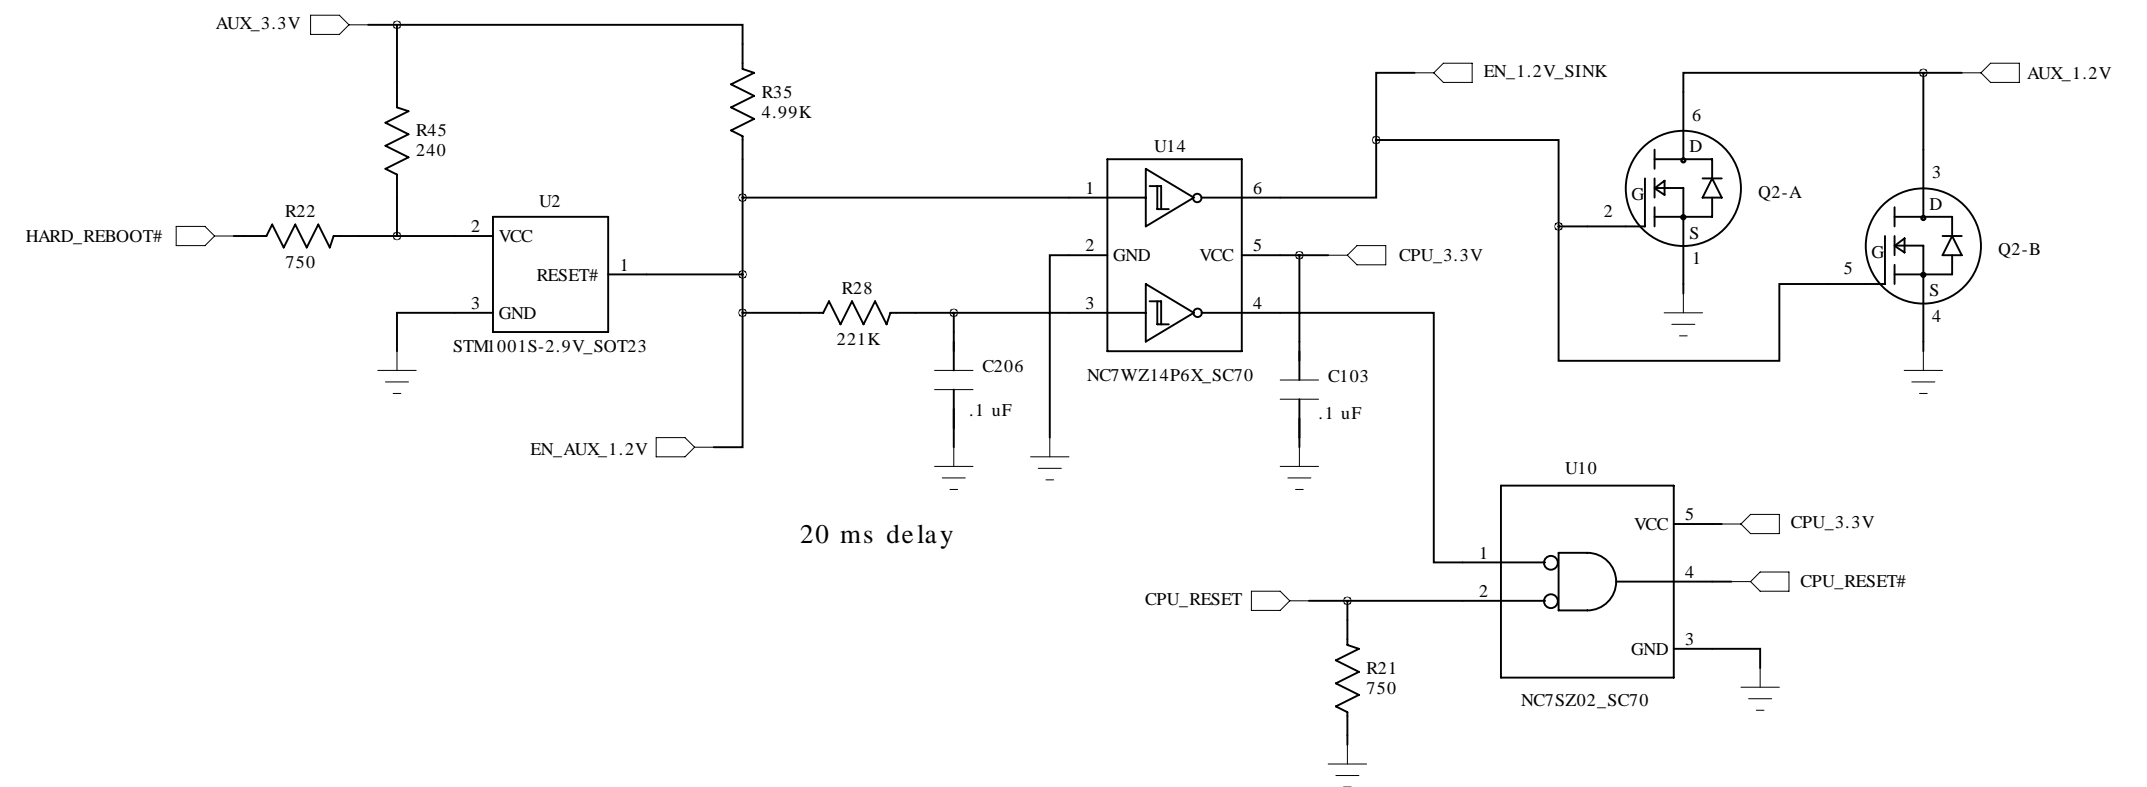 AUX_3.3V
R35
4.99K
R45
240
EN_1.2V_SINK
AUX_1.2V
6
D
G
Q2-A
2
S
1
3
D
G
Q2-B
5
S
4
U14
1
6
2
GND
VCC
5
CPU_3.3V
3
4
NC7WZ14P6X_SC70
U2
HARD_REBOOT#
R22
750
2
VCC
RESET#
1
3
GND
STM1001S-2.9V_SOT23
R28
221K
C206
.1 uF
C103
.1 uF
EN_AUX_1.2V
20 ms delay
U10
VCC
5
CPU_3.3V
1
4
CPU_RESET#
CPU_RESET
2
GND
3
R21
750
NC7SZ02_SC70